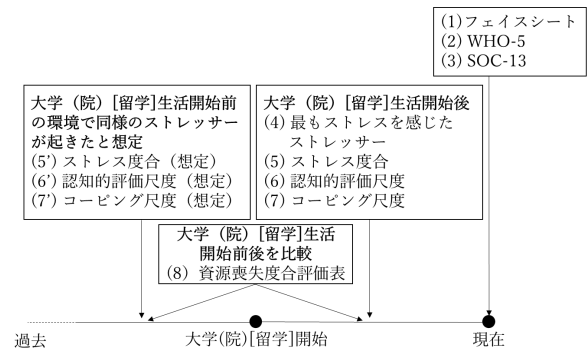 (1)フェイスシート
(2) WHO-5
(3) SOC-13
大学（院）[留学]生活開始前
の環境で同様のストレッサー
が起きたと想定
(5’) ストレス度合（想定）
(6’) 認知的評価尺度（想定）
(7’) コーピング尺度（想定）
大学（院）[留学]生活開始後
(4) 最もストレスを感じた
ストレッサー
(5) ストレス度合
(6) 認知的評価尺度
(7) コーピング尺度
大学（院）[留学]生活
開始前後を比較
(8) 資源喪失度合評価表
過去
大学(院)[留学]開始
現在